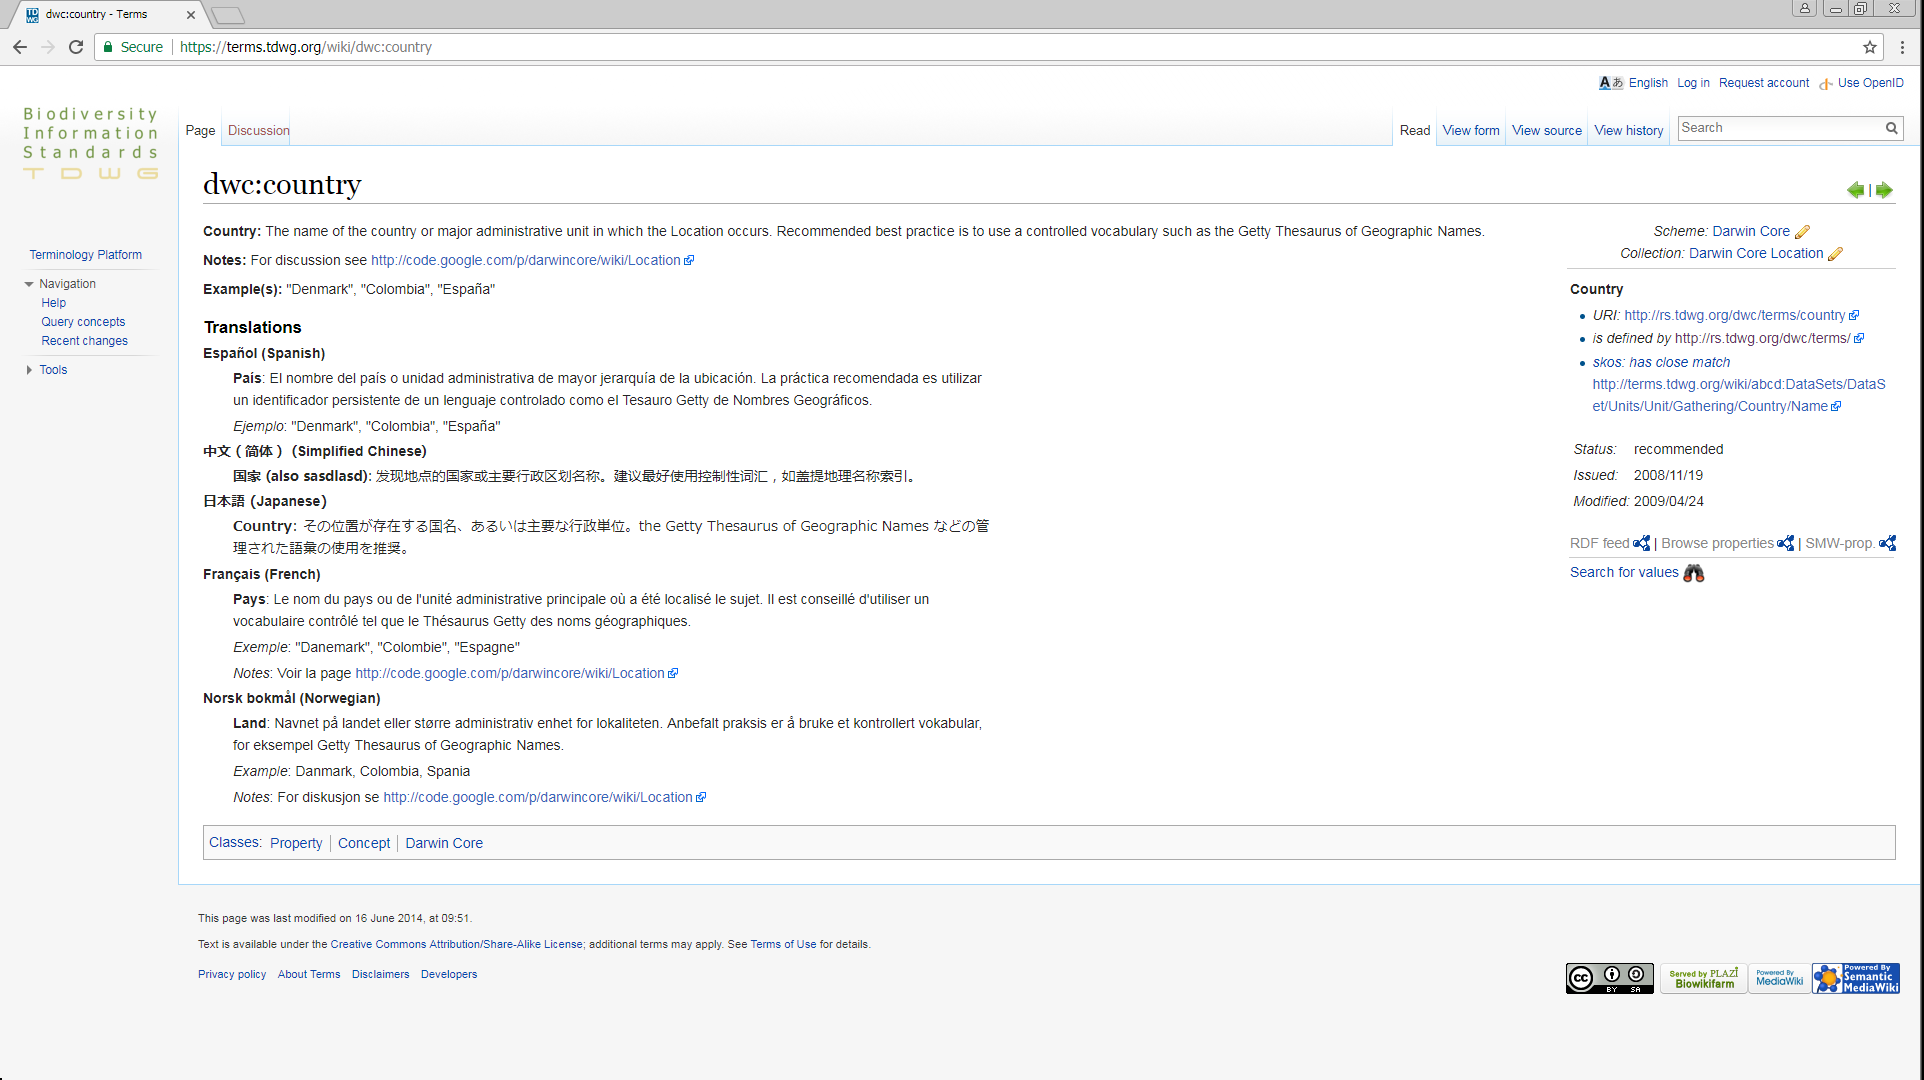 dwc:country - Terms
Secure https://terms.tdwg.org/wiki/dwc:country
English Log in Request account Use OpenID
Biodiversity
Information
Standards
TDWG
Page Discussion Read View form View source View history Search
dwc:country
Country: The name of the country or major administrative unit in which the Location occurs. Recommended best practice is to use a controlled vocabulary such as the Getty Thesaurus of Geographic Names.
Notes: For discussion see http://code.google.com/p/darwincore/wiki/Location
Example(s): "Denmark", "Colombia", "España"
Terminology Platform
Navigation
Help
Query concepts
Recent changes
Tools
Translations
Español (Spanish)
País: El nombre del país o unidad administrativa de mayor jerarquía de la ubicación. La práctica recomendada es utilizar
un identificador persistente de un lenguaje controlado como el Tesauro Getty de Nombres Geográficos.
Ejemplo: "Denmark", "Colombia", "España"
中文(简体) (Simplified Chinese)
国家 (also sasdlasd): 发现地点的国家或主要行政区划名称。建议最好使用控制性词汇，如盖提地理名称索引。
日本語 (Japanese)
Country: その位置が存在する国名、あるいは主要な行政単位。the Getty Thesaurus of Geographic Names などの管
理された語彙の使用を推奨。
Français (French)
Pays: Le nom du pays ou de l'unité administrative principale où a été localisé le sujet. Il est conseillé d'utiliser un
vocabulaire contrôlé tel que le Thésaurus Getty des noms géographiques.
Exemple: "Danemark", "Colombie", "Espagne"
Notes: Voir la page http://code.google.com/p/darwincore/wiki/Location
Norsk bokmål (Norwegian)
Land: Navnet på landet eller større administrativ enhet for lokaliteten. Anbefalt praksis er å bruke et kontrollert vokabular,
for eksempel Getty Thesaurus of Geographic Names.
Example: Danmark, Colombia, Spania
Notes: For diskusjon se http://code.google.com/p/darwincore/wiki/Location
Scheme: Darwin Core
Collection: Darwin Core Location
Country
URI: http://rs.tdwg.org/dwc/terms/country
is defined by http://rs.tdwg.org/dwc/terms/
skos: has close match
http://terms.tdwg.org/wiki/abcd:DataSets/DataS
et/Units/Unit/Gathering/Country/Name
Status: recommended
Issued: 2008/11/19
Modified: 2009/04/24
RDF feed | Browse properties | SMW-prop.
Search for values
Classes: Property Concept Darwin Core
This page was last modified on 16 June 2014, at 09:51.
Text is available under the Creative Commons Attribution/Share-Alike License; additional terms may apply. See Terms of Use for details.
Privacy policy About Terms Disclaimers Developers
cc BY SA
Served by PLAZI
Biowikifarm
Powered By
MediaWiki
Powered By
Semantic
MediaWiki